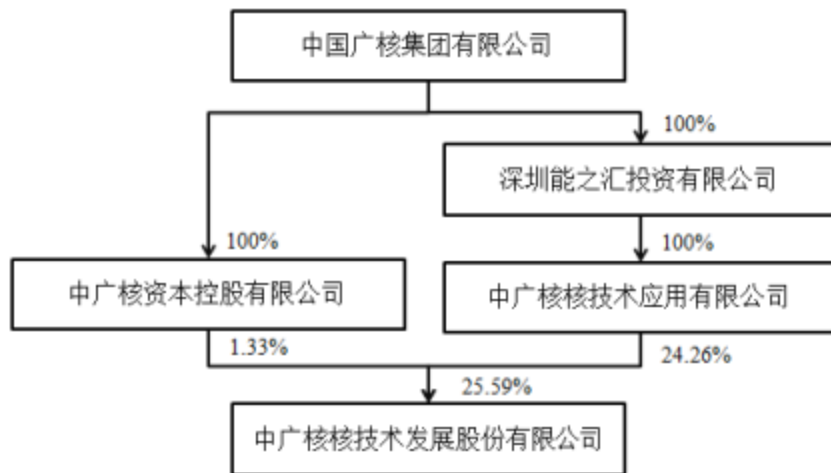 中国广核集团有限公司
100%
深圳能之汇投资有限公司
100%
100%
中广核资本控股有限公司
中广核核技术应用有限公司
1.33%
24.26%
25.59%
中广核核技术发展股份有限公司